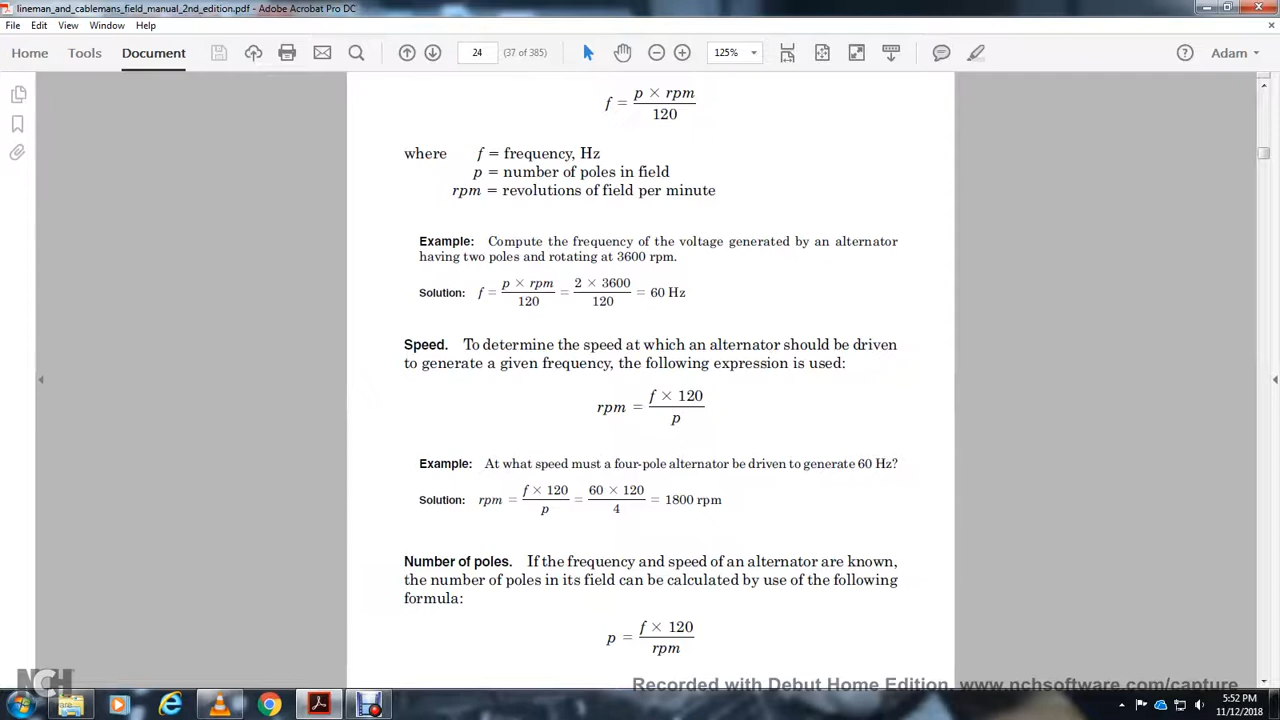 lineman_and_cablemans_field_manual_2nd_edition.pdf - Adobe Acrobat Pro DC
File Edit View Window Help
Home Tools Document 24 (37 of 385) 125% Adam
f = p × rpm / 120
where f = frequency, Hz
p = number of poles in field
rpm = revolutions of field per minute
Example: Compute the frequency of the voltage generated by an alternator
having two poles and rotating at 3600 rpm.
Solution: f = p × rpm / 120 = 2 × 3600 / 120 = 60 Hz
Speed. To determine the speed at which an alternator should be driven
to generate a given frequency, the following expression is used:
rpm = f × 120 / p
Example: At what speed must a four-pole alternator be driven to generate 60 Hz?
Solution: rpm = f × 120 / p = 60 × 120 / 4 = 1800 rpm
Number of poles. If the frequency and speed of an alternator are known,
the number of poles in its field can be calculated by use of the following
formula:
p = f × 120 / rpm
NCH
Recorded with Debut Home Edition. www.nchsoftware.com/capture
5:52 PM
11/12/2018